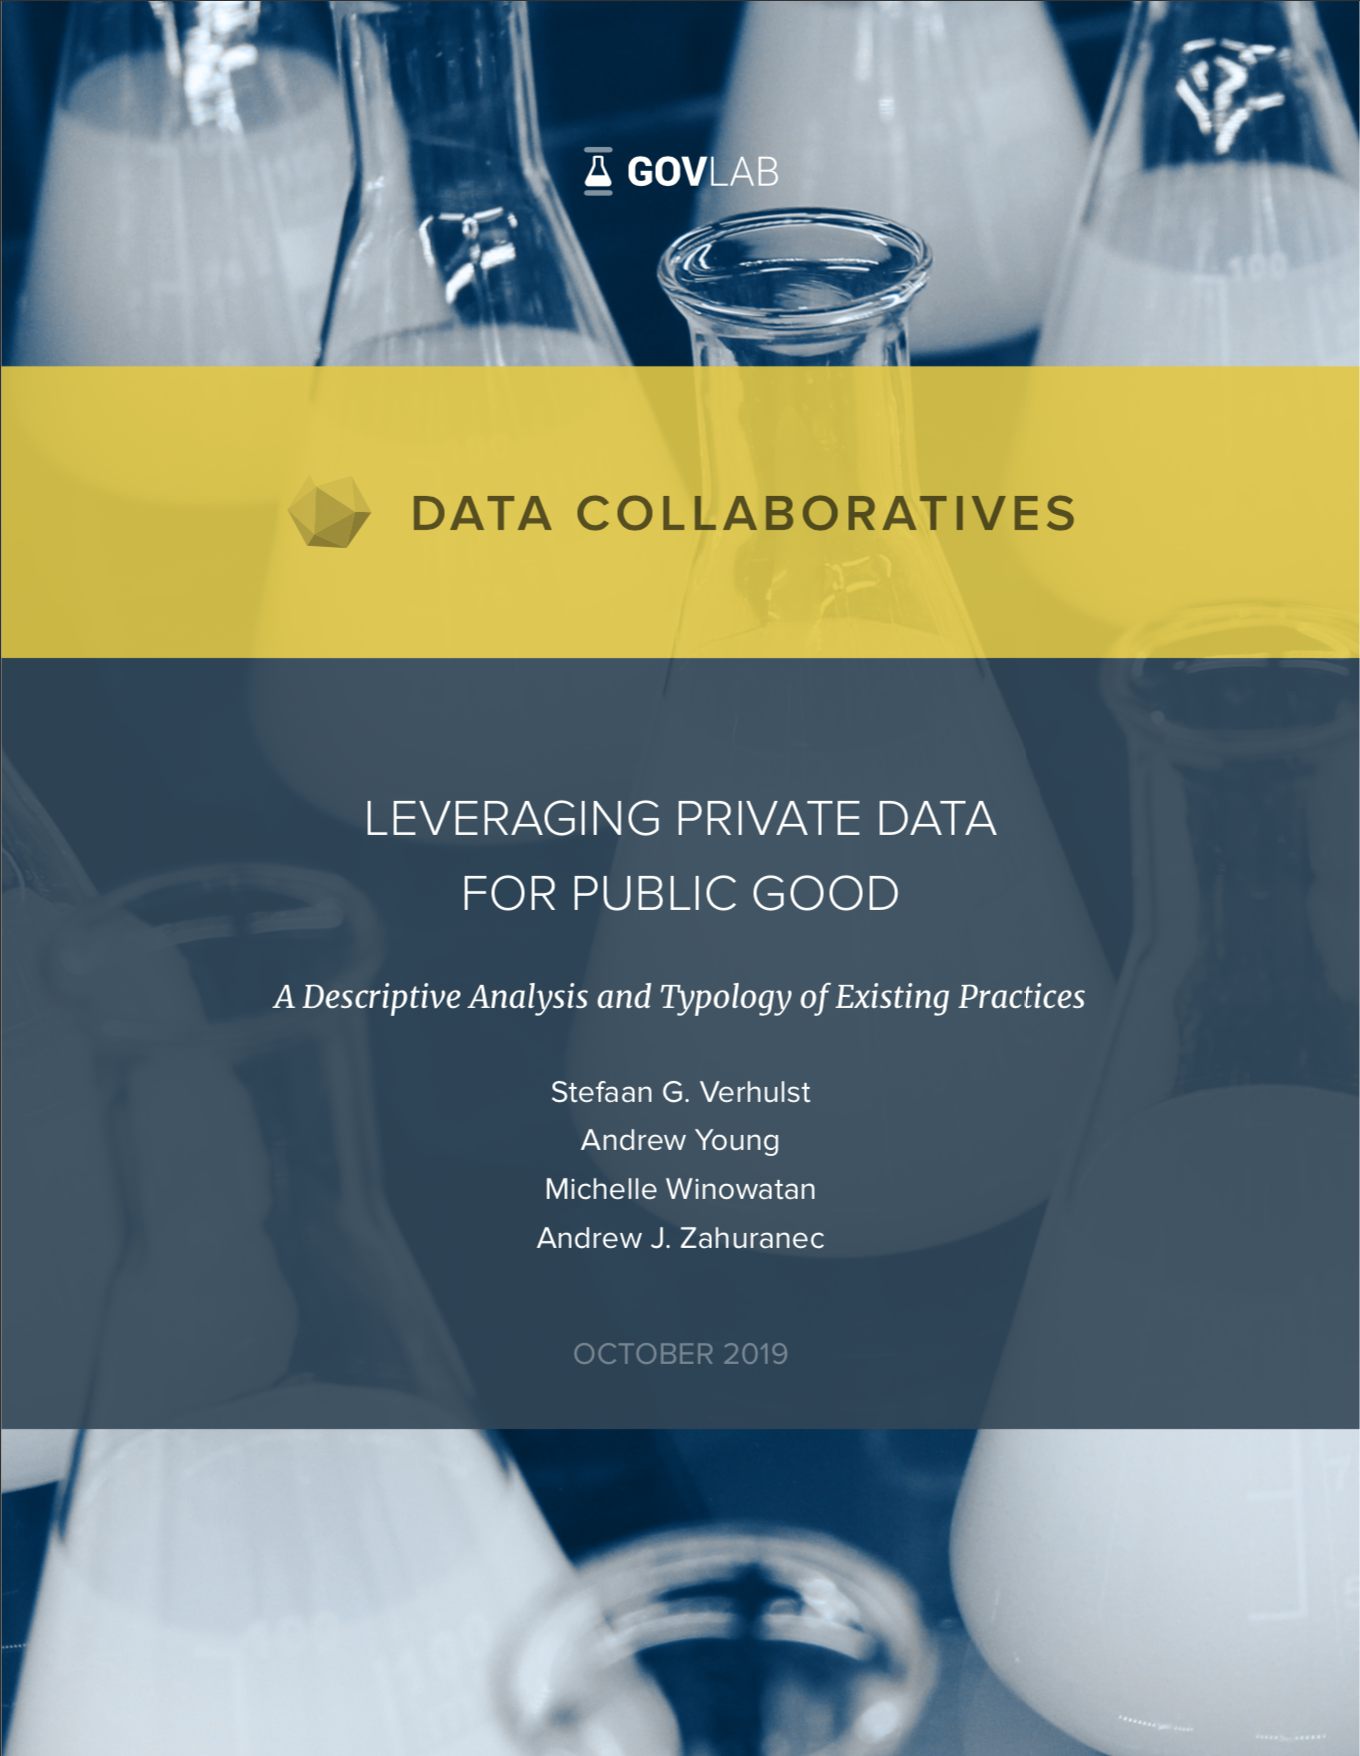 GOVLAB
DATA COLLABORATIVES
LEVERAGING PRIVATE DATA
FOR PUBLIC GOOD
A Descriptive Analysis and Typology of Existing Practices
Stefaan G. Verhulst
Andrew Young
Michelle Winowatan
Andrew J. Zahuranec
OCTOBER 2019
100